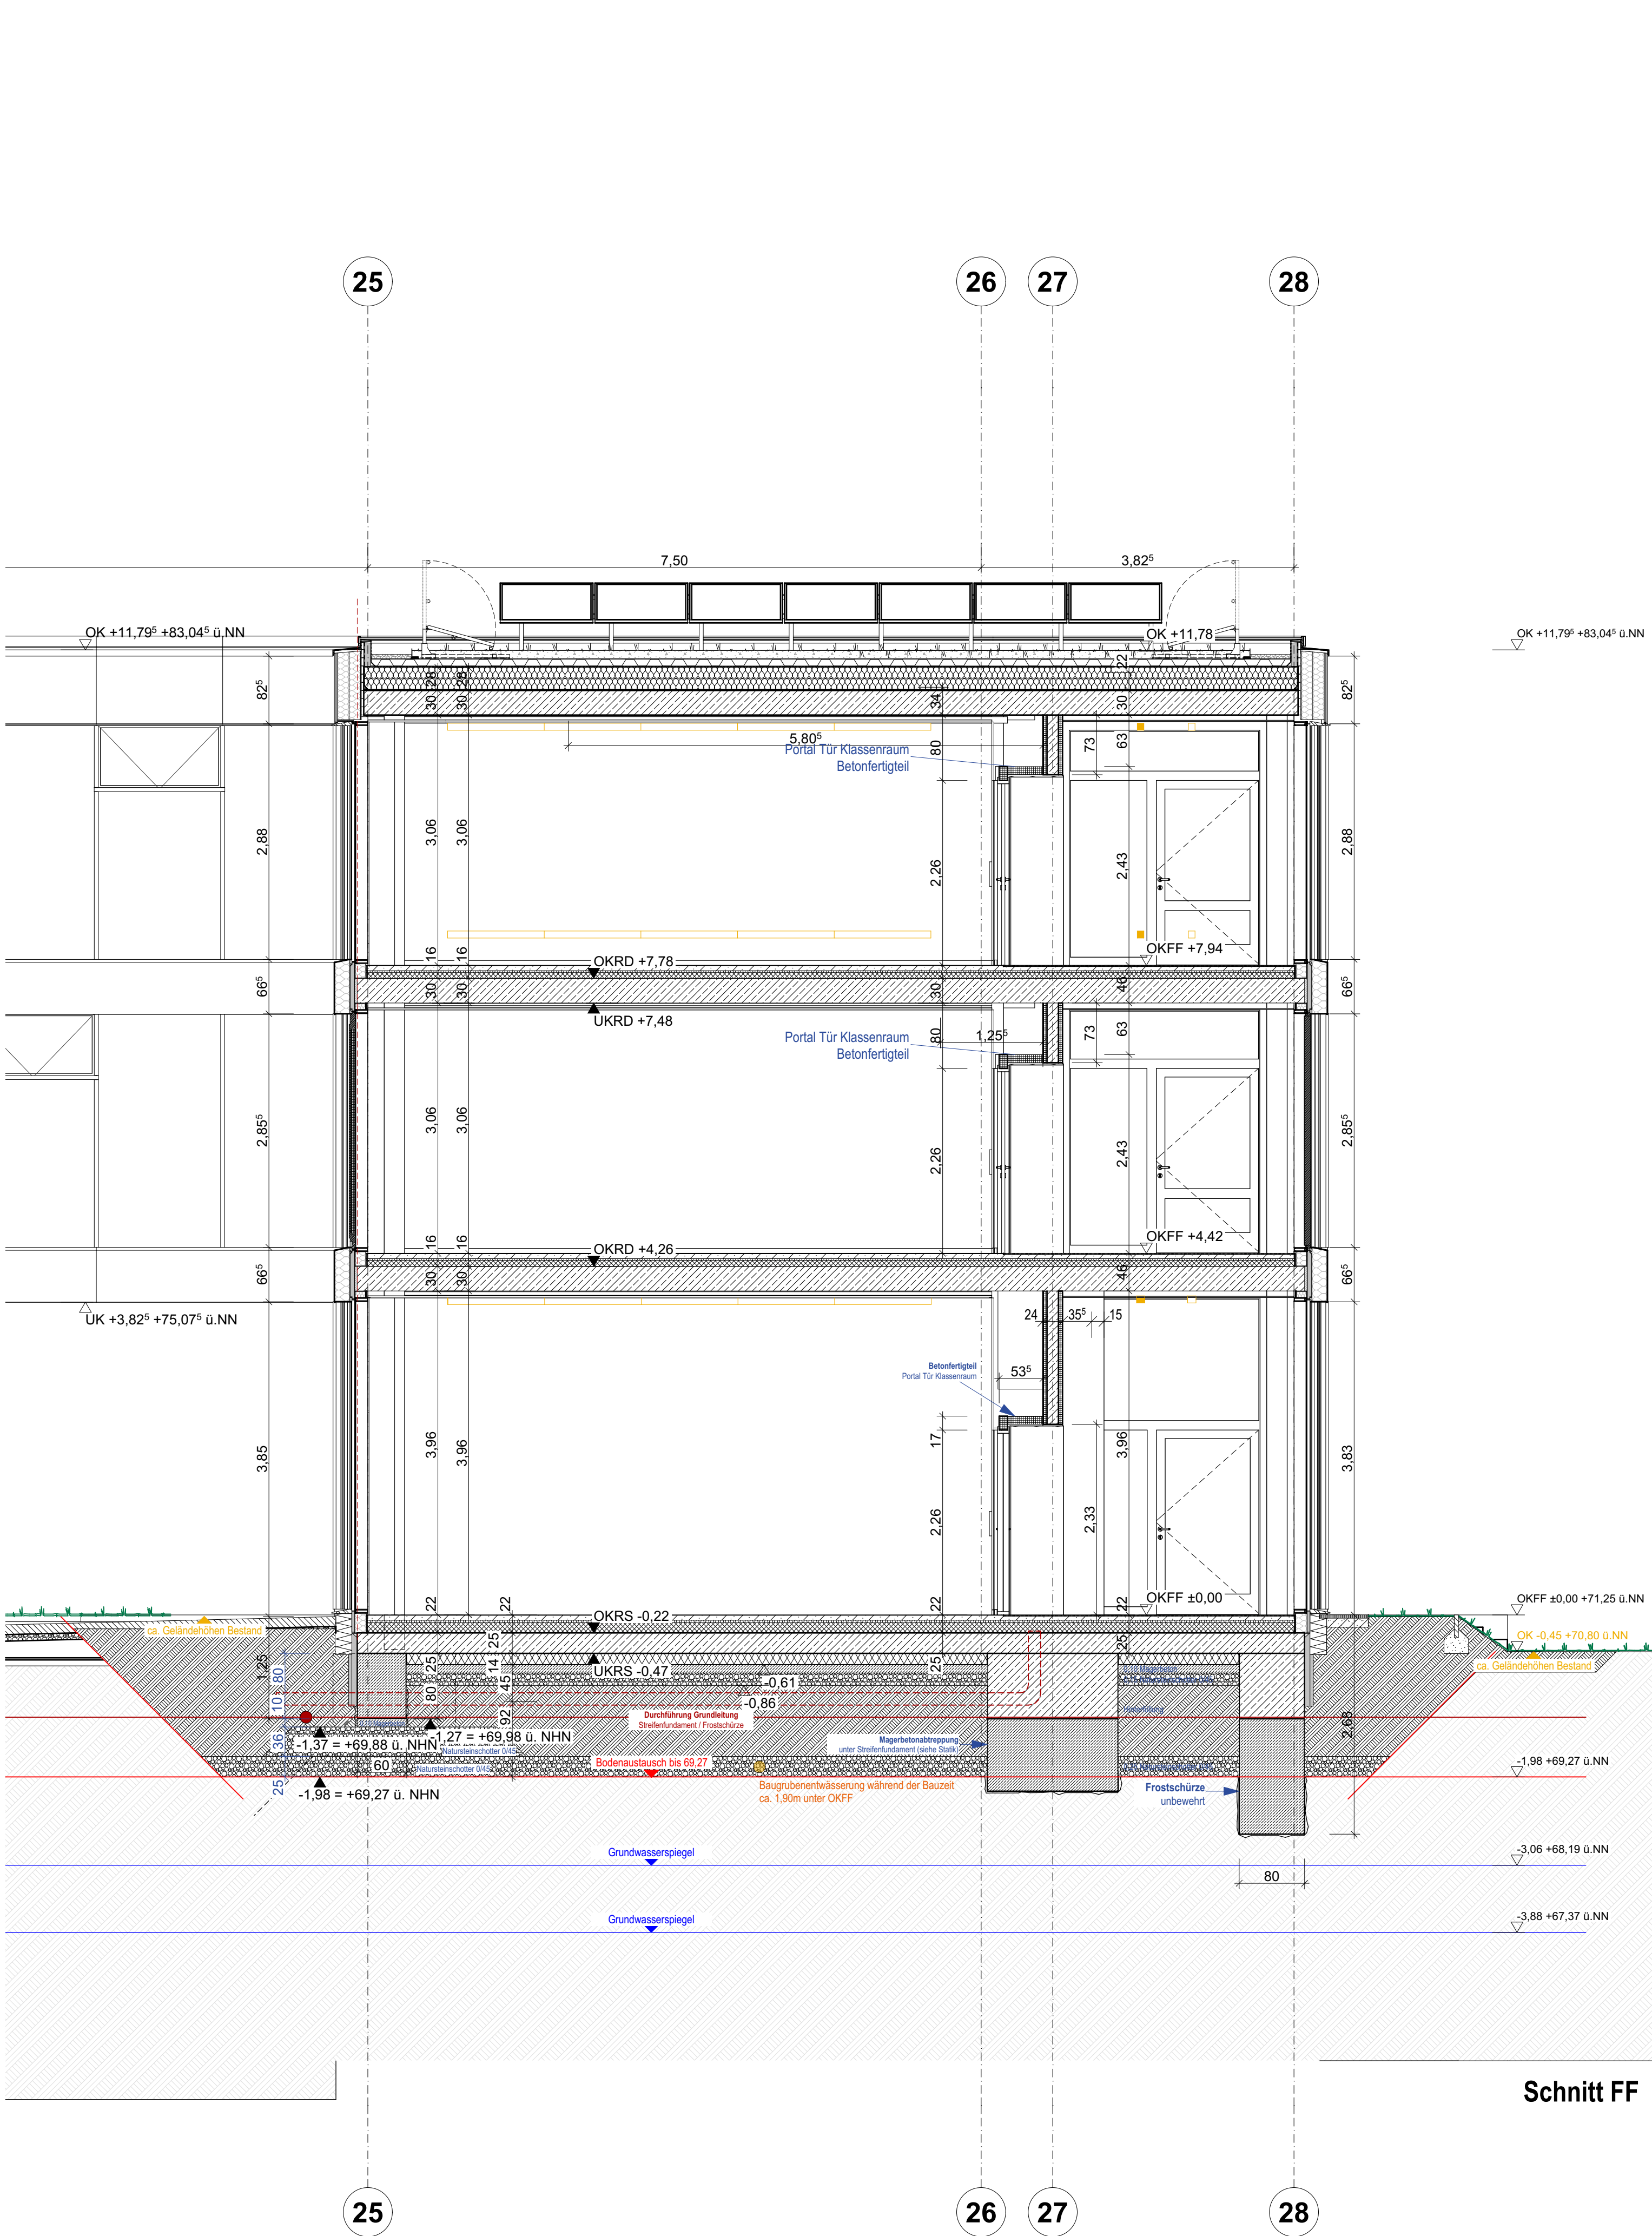 25
26
27
28
7,50
3,82⁵
OK +11,79⁵ +83,04⁵ ü.NN
OK +11,78
OK +11,79⁵ +83,04⁵ ü.NN
82⁵
28
28
22
82⁵
30
30
34
30
5,80⁵
80
73
63
Portal Tür Klassenraum
Betonfertigteil
2,88
3,06
3,06
2,26
2,43
2,88
16
16
OKRD +7,78
OKFF +7,94
66⁵
30
30
30
46
66⁵
UKRD +7,48
80
1,25⁵
73
63
Portal Tür Klassenraum
Betonfertigteil
2,85⁵
3,06
3,06
2,26
2,43
2,85⁵
16
16
OKRD +4,26
OKFF +4,42
66⁵
30
30
46
66⁵
UK +3,82⁵ +75,07⁵ ü.NN
24
35⁵
15
Betonfertigteil
Portal Tür Klassenraum
53⁵
17
3,85
3,96
3,96
3,96
3,83
2,26
2,33
22
22
22
22
OKRS -0,22
OKFF ±0,00
OKFF ±0,00 +71,25 ü.NN
ca. Geländehöhen Bestand
OK -0,45 +70,80 ü.NN
ca. Geländehöhen Bestand
1,25
80
25
25
14
25
25
UKRS -0,47
-0,61
0,10 Magerbeton
10
80
45
-0,86
92
Durchführung Grundleitung
Streifenfundament / Frostschürze
Hinterfüllung
2,68
36
-1,27 = +69,98 ü. NHN
-1,37 = +69,88 ü. NHN
Natursteinschotter 0/45
Magerbetonabtreppung
unter Streifenfundament (siehe Statik)
25
60
Natursteinschotter 0/45
Bodenaustausch bis 69,27
-1,98 +69,27 ü.NN
-1,98 = +69,27 ü. NHN
Baugrubenentwässerung während der Bauzeit
ca. 1,90m unter OKFF
Frostschürze
unbewehrt
Grundwasserspiegel
-3,06 +68,19 ü.NN
80
Grundwasserspiegel
-3,88 +67,37 ü.NN
Schnitt FF
25
26
27
28